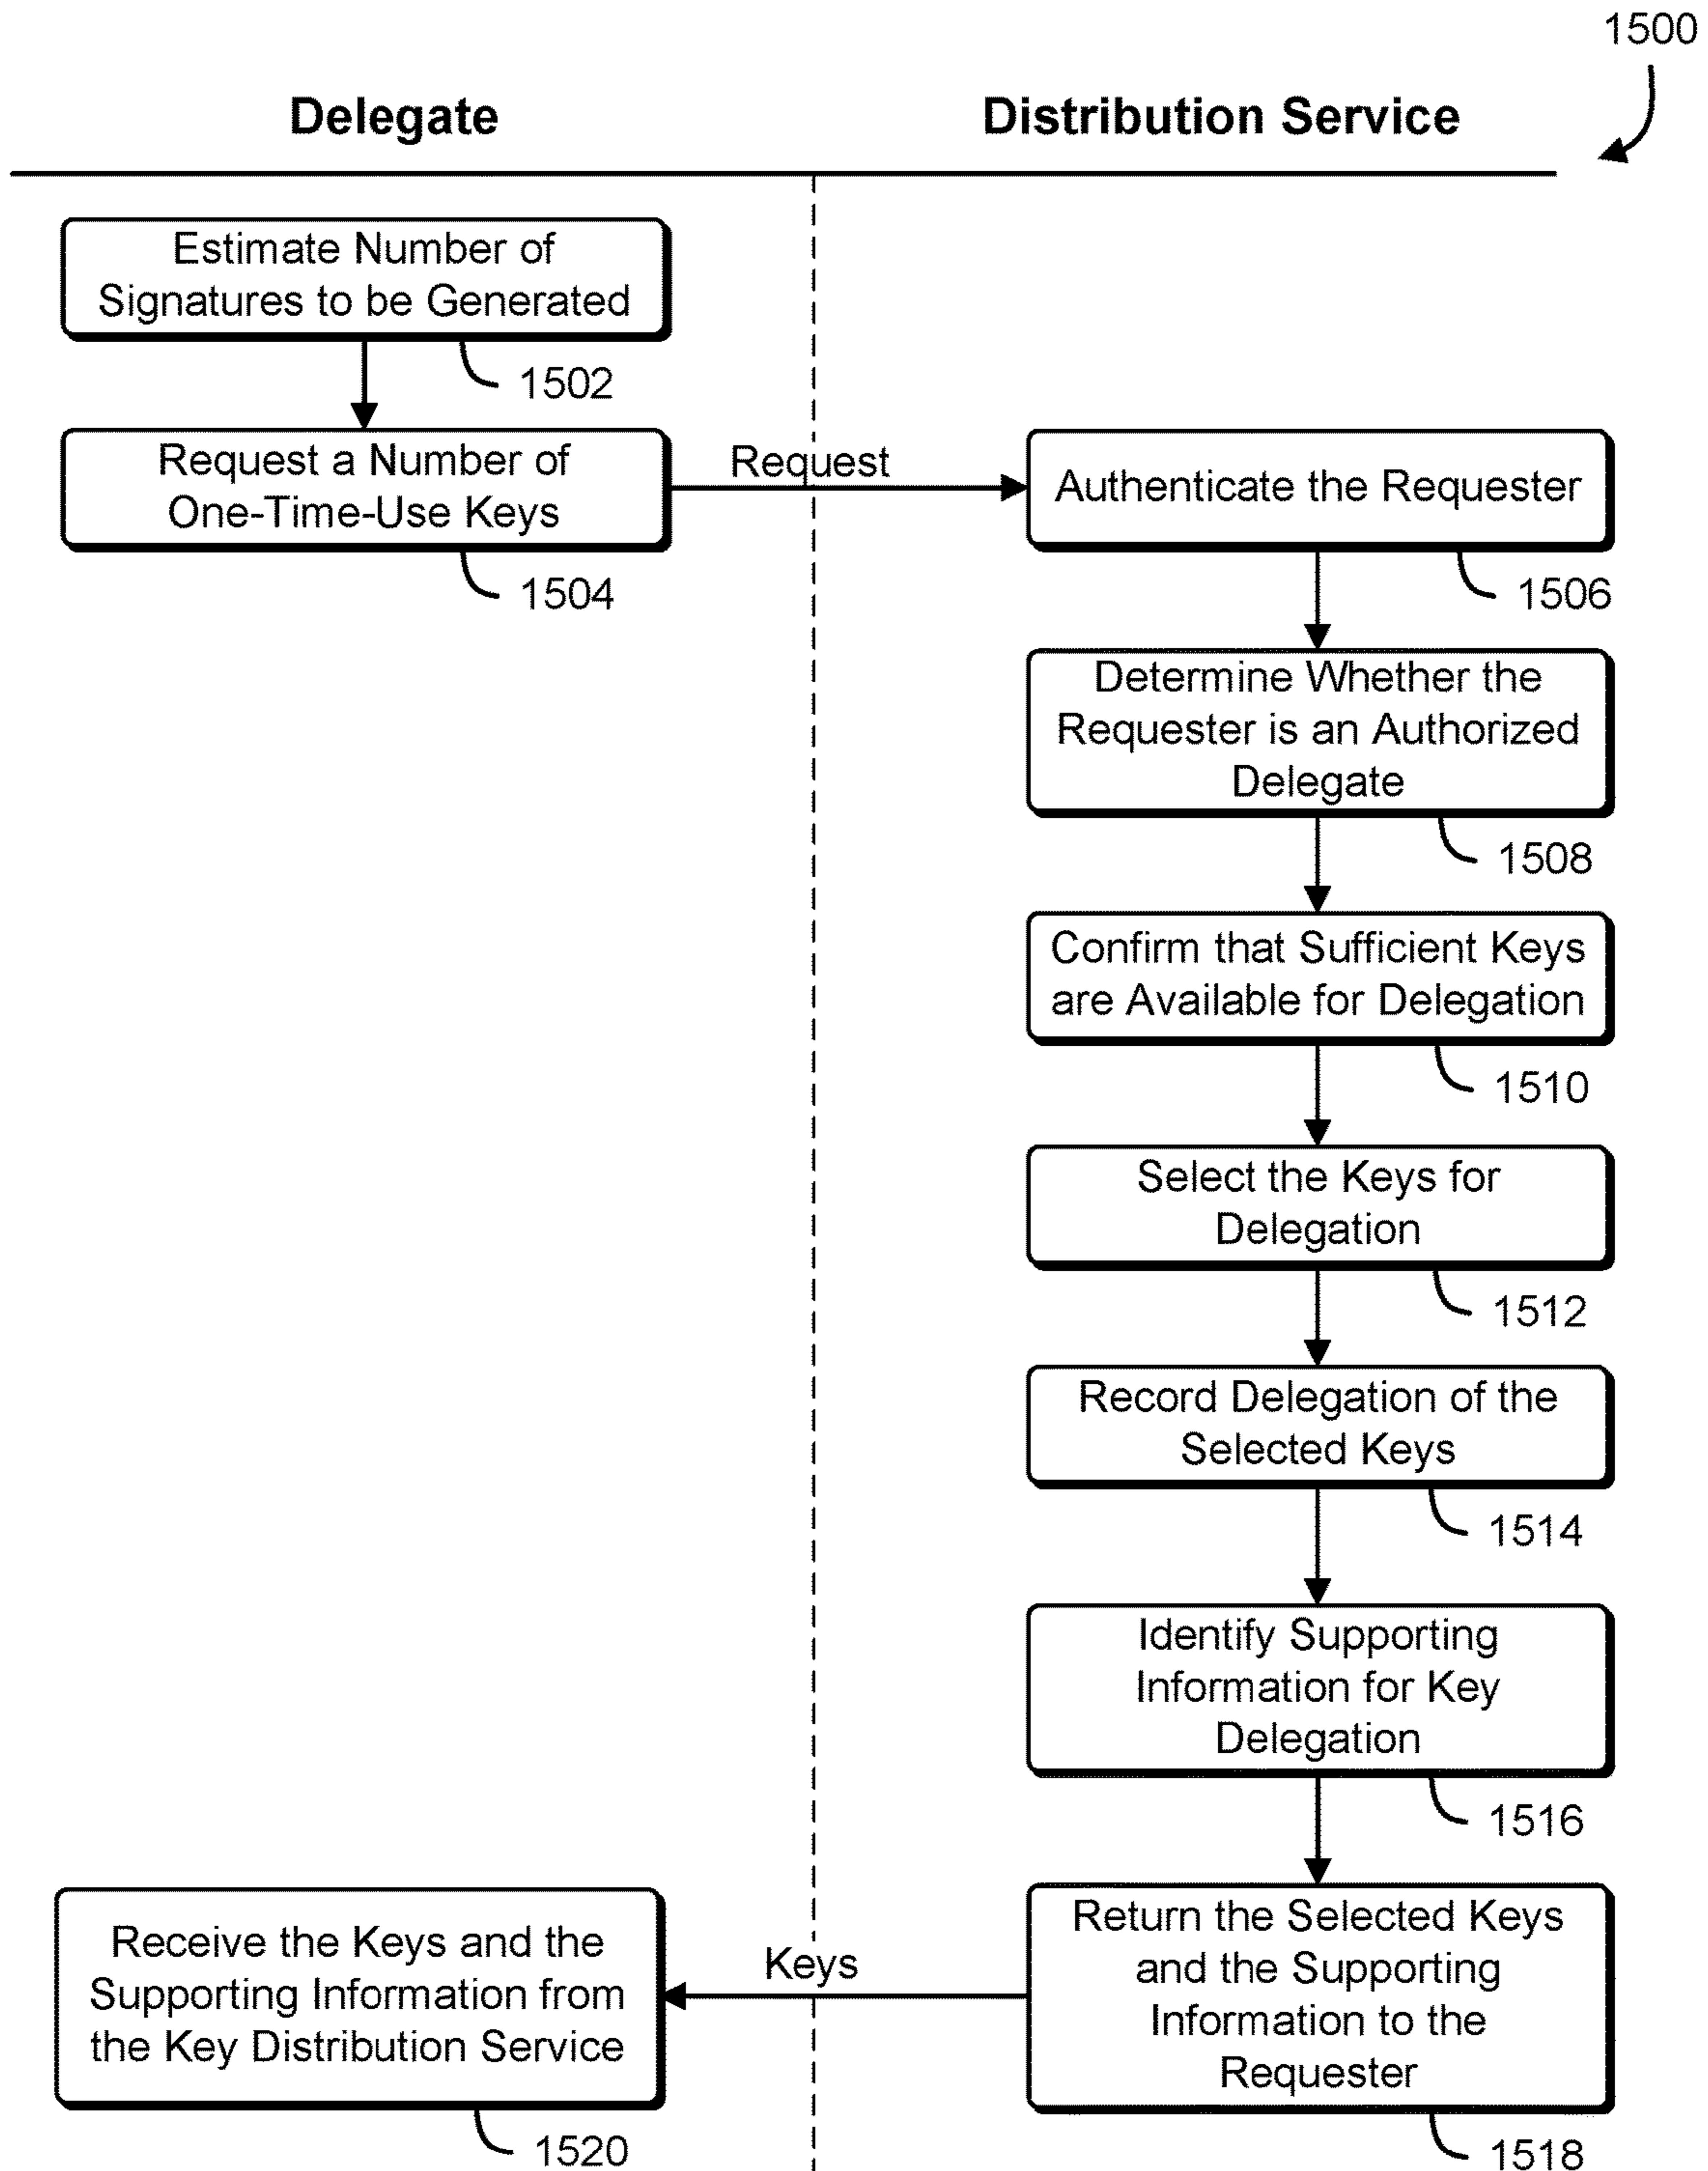 1500
Delegate
Distribution Service
Estimate Number of
Signatures to be Generated
1502
Request a Number of
One-Time-Use Keys
1504
Request
Authenticate the Requester
1506
Determine Whether the
Requester is an Authorized
Delegate
1508
Confirm that Sufficient Keys
are Available for Delegation
1510
Select the Keys for
Delegation
1512
Record Delegation of the
Selected Keys
1514
Identify Supporting
Information for Key
Delegation
1516
Return the Selected Keys
and the Supporting
Information to the
Requester
1518
Keys
Receive the Keys and the
Supporting Information from
the Key Distribution Service
1520